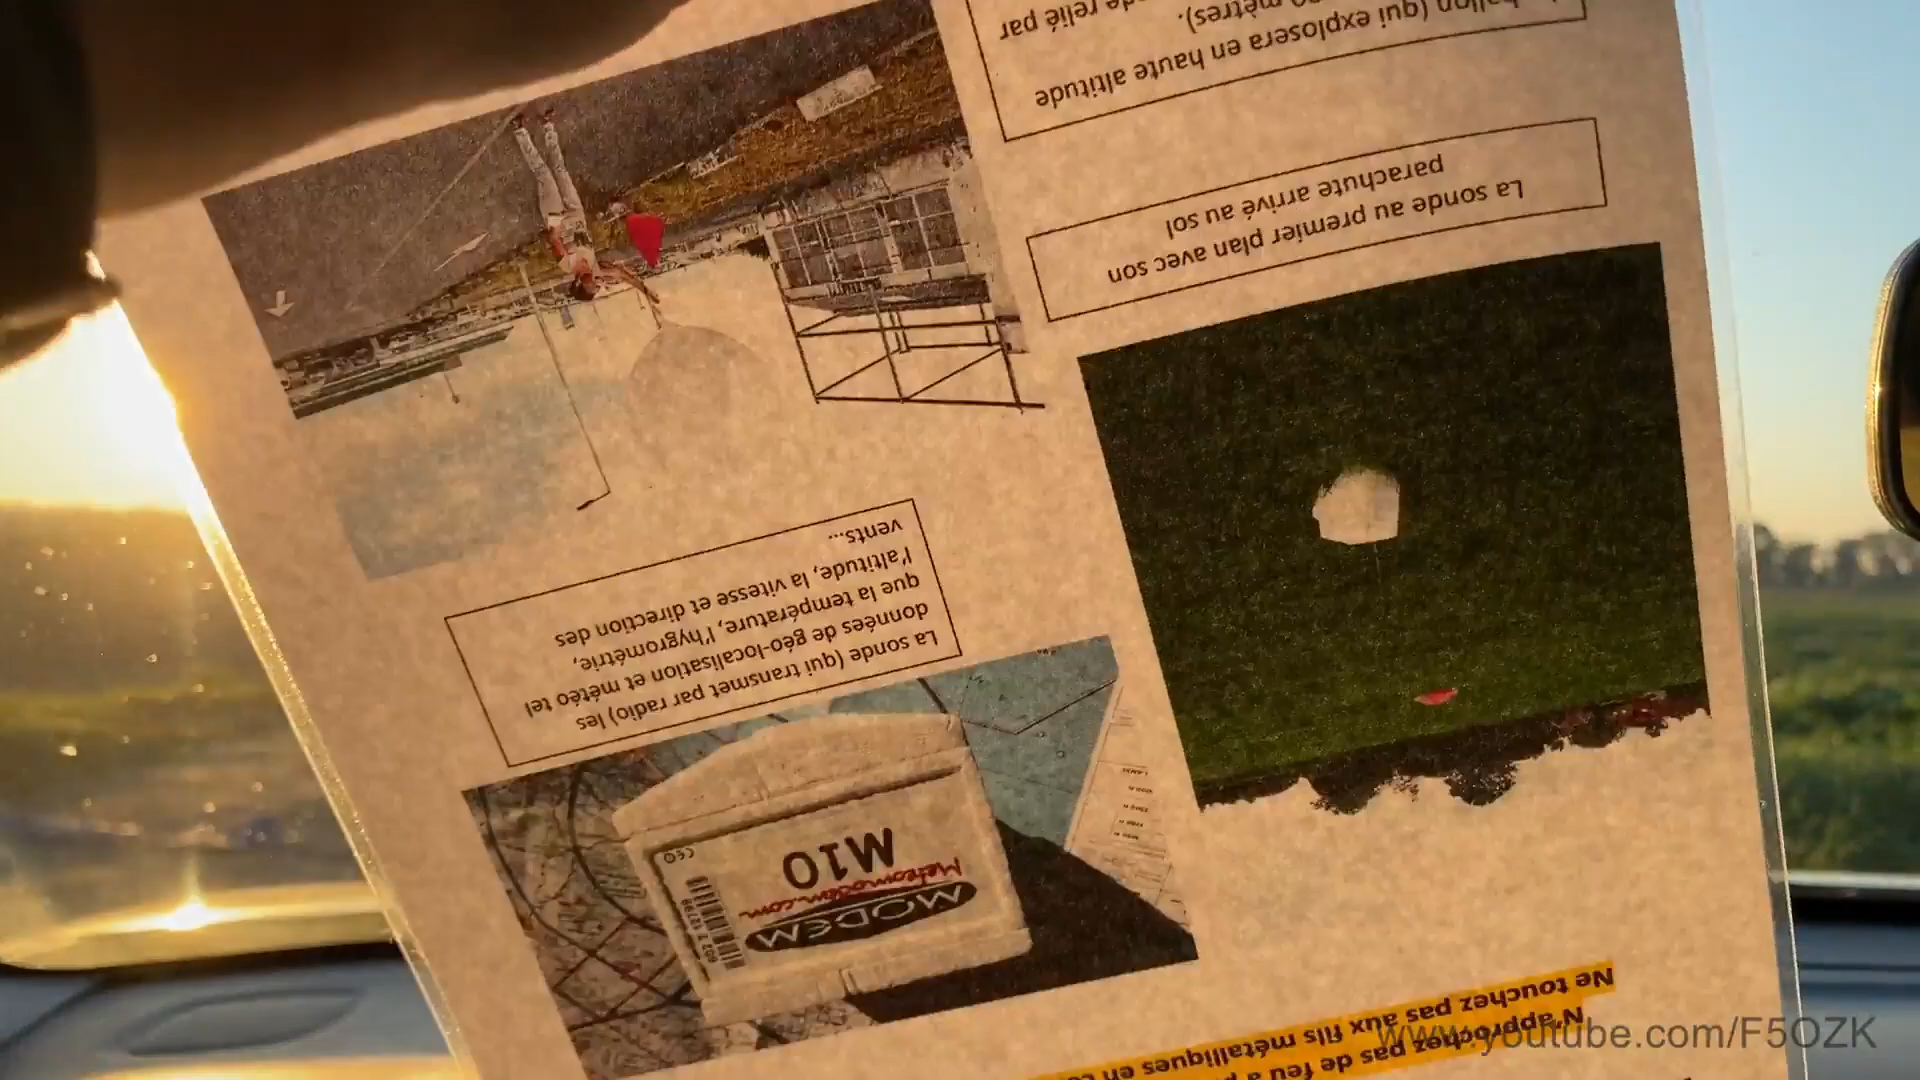 N'approchez pas de feu à
Ne touchez pas aux fils métalliques en
MODEM
Meteomodem.com
M10
CE
La sonde (qui transmet par radio) les
données de géo-localisation et météo tel
que la température, l'hygrométrie,
l'altitude, la vitesse et direction des
vents...
La sonde au premier plan avec son
parachute arrivé au sol
ballon (qui explosera en haute altitude
mètres).
relié par
www.youtube.com/F5OZK